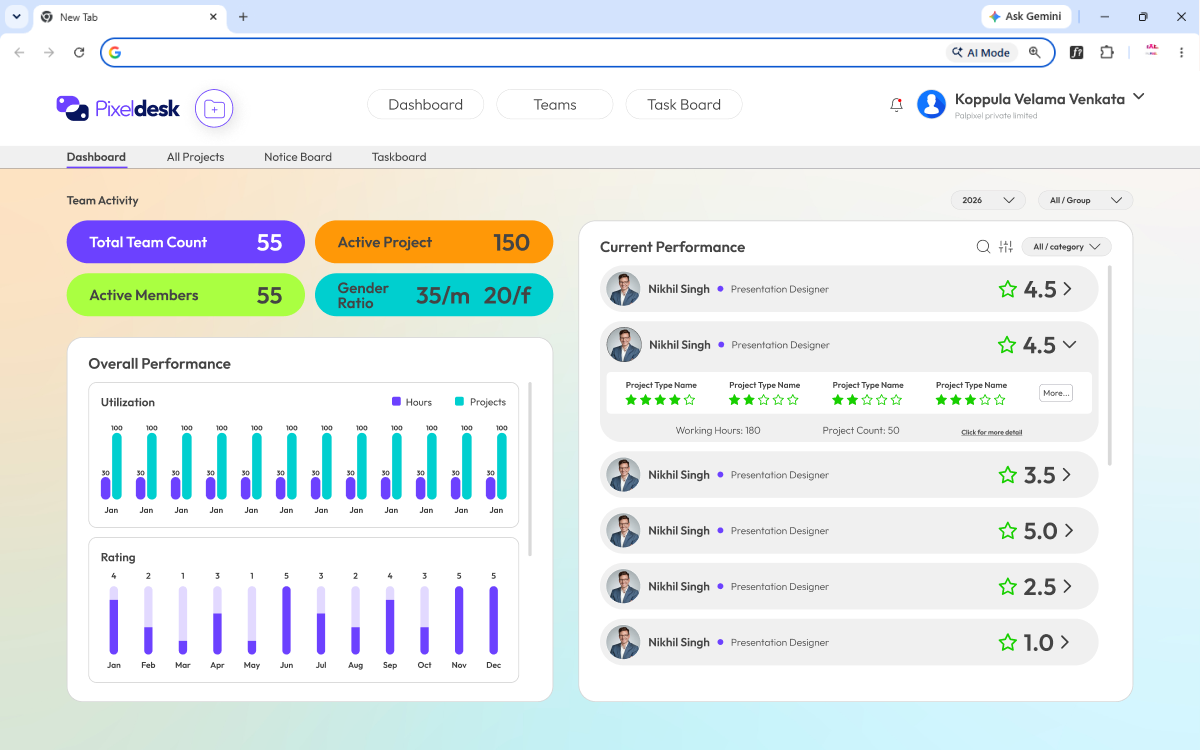 New Tab
Ask Gemini
AI Mode
f?
Pixeldesk
Dashboard
Teams
Task Board
Koppula Velama Venkata
Palpixel private limited
Dashboard
All Projects
Notice Board
Taskboard
Team Activity
2026
All / Group
Total Team Count 55
Active Project 150
Active Members 55
Gender
Ratio
35/m 20/f
Overall Performance
Utilization
Hours
Projects
100 100 100 100 100 100 100 100 100 100 100 100
30 30 30 30 30 30 30 30 30 30 30 30
Jan Jan Jan Jan Jan Jan Jan Jan Jan Jan Jan Jan
Rating
4 2 1 3 1 5 3 2 4 3 5 5
Jan Feb Mar Apr May Jun Jul Aug Sep Oct Nov Dec
Current Performance
All / category
Nikhil Singh Presentation Designer 4.5
Nikhil Singh Presentation Designer 4.5
Project Type Name Project Type Name Project Type Name Project Type Name
More...
Working Hours: 180 Project Count: 50 Click for more detail
Nikhil Singh Presentation Designer 3.5
Nikhil Singh Presentation Designer 5.0
Nikhil Singh Presentation Designer 2.5
Nikhil Singh Presentation Designer 1.0